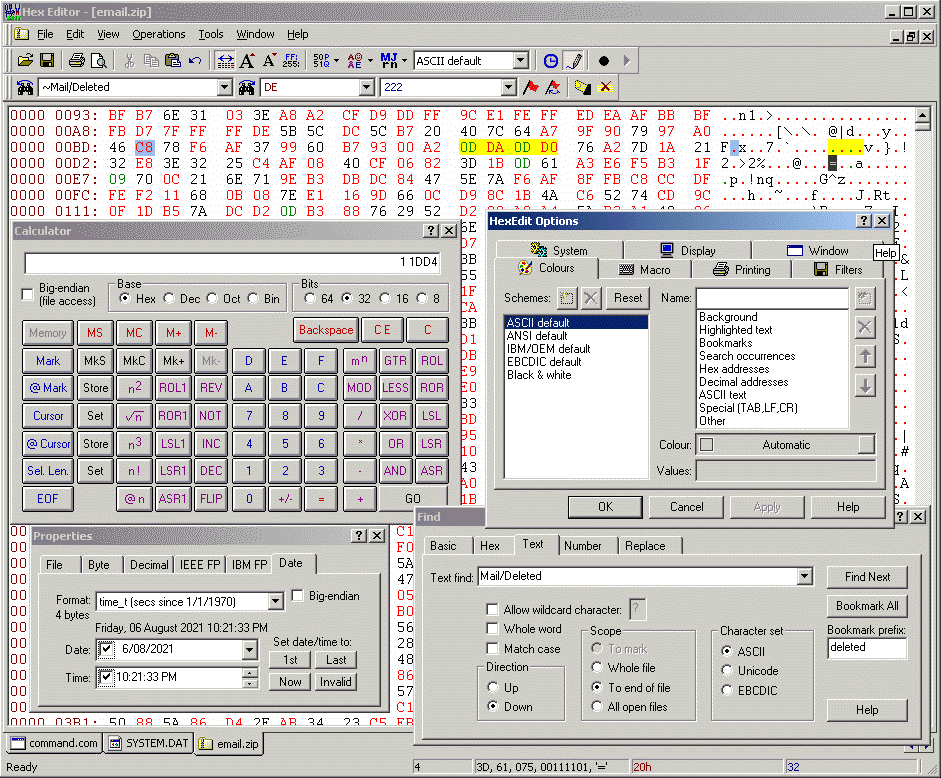 Hex Editor - [email.zip]
File Edit View Operations Tools Window Help
ASCII default
~Mail/Deleted DE 222
0000 0093: BF B7 6E 31 03 3E A8 A2 CF D9 DD FF 9C E1 FE FF ED EA AF BB BF
0000 00A8: FB D7 7F FF FF DE 5B 5C DC 5C B7 20 40 7C 64 A7 9F 90 79 97 A0
0000 00BD: 46 C8 78 F6 AF 37 99 60 B7 93 00 A2 0D DA 0D D0 76 A2 7D 1A 21
0000 00D2: 32 E8 3E 32 25 C4 AF 08 40 CF 06 82 3D 1B 0D 61 A3 E6 F5 B1 3F
0000 00E7: 09 70 0C 21 6E 71 9E B3 DB DC 84 47 5E 7A F6 AF 8F F8 C8 CC DF
0000 00FC: FE F2 11 68 0B 08 7E E1 16 9D 66 0C D9 8C 1B 4A C6 52 74 CD 9C
0000 0111: 0F 1D B5 7A DC D2 0D B3 88 76 29 52
Calculator
11DD4
Big-endian
(file access)
Base
Hex Dec Oct Bin
Bits
64 32 16 8
Memory MS MC M+ M- Backspace C E C
Mark MkS MkC Mk+ Mk- D E F mⁿ GTR ROL
@ Mark Store n² ROL1 REV A B C MOD LESS ROR
Cursor Set √n ROR1 NOT 7 8 9 / XOR LSL
@ Cursor Store n³ LSL1 INC 4 5 6 * OR LSR
Sel. Len. Set n! LSR1 DEC 1 2 3 - AND ASR
EOF @ n ASR1 FLIP 0 +/- = + GO
HexEdit Options
System Display Window
Help
Colours Macro Printing Filters
Schemes: Reset Name:
ASCII default
ANSI default
IBM/OEM default
EBCDIC default
Black & white
Background
Highlighted text
Bookmarks
Search occurrences
Hex addresses
Decimal addresses
ASCII text
Special (TAB,LF,CR)
Other
Colour: Automatic
Values:
OK Cancel Apply Help
Properties
File Byte Decimal IEEE FP IBM FP Date
Format: time_t (secs since 1/1/1970) Big-endian
4 bytes
Friday, 06 August 2021 10:21:33 PM
Date: 6/08/2021
Time: 10:21:33 PM
Set date/time to:
1st Last
Now Invalid
Find
Basic Hex Text Number Replace
Text find: Mail/Deleted Find Next
Allow wildcard character: ? Bookmark All
Whole word
Match case
Bookmark prefix:
deleted
Direction
Up
Down
Scope
To mark
Whole file
To end of file
All open files
Character set
ASCII
Unicode
EBCDIC
Help
command.com SYSTEM.DAT email.zip
Ready 4 3D, 61, 075, 00111101, '=' 20h 32